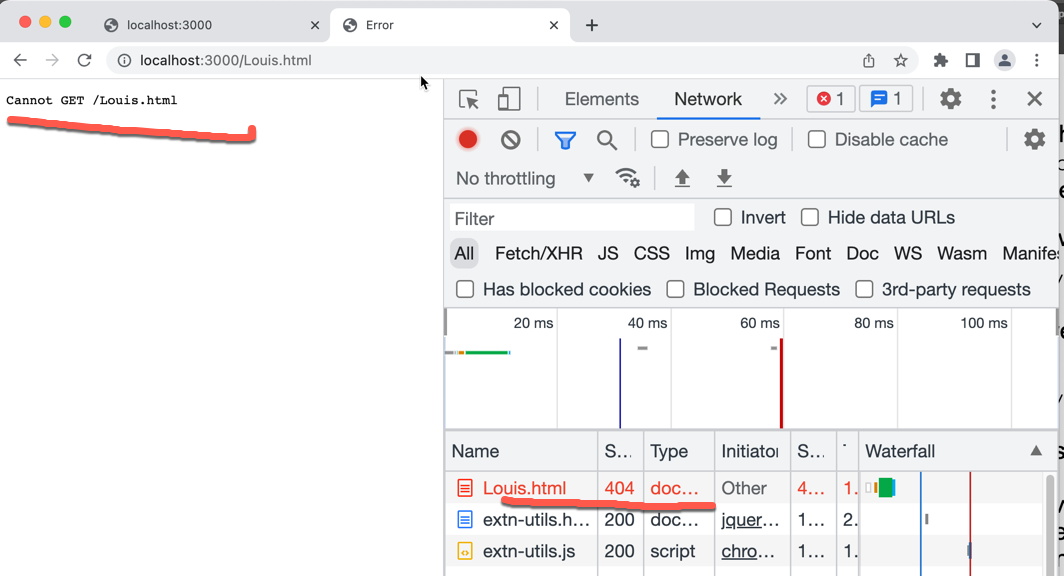 localhost:3000
Error
localhost:3000/Louis.html
Cannot GET /Louis.html
Elements Network 1 1
Preserve log Disable cache
No throttling
Filter Invert Hide data URLs
All Fetch/XHR JS CSS Img Media Font Doc WS Wasm Manifes
Has blocked cookies Blocked Requests 3rd-party requests
20 ms 40 ms 60 ms 80 ms 100 ms
Name S... Type Initiator S... Waterfall
Louis.html 404 doc... Other 4... 1.
extn-utils.h... 200 doc... jquer... 1... 2.
extn-utils.js 200 script chro... 1... 1.